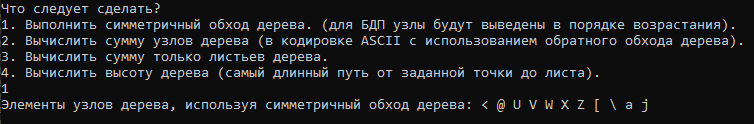 Что следует сделать?
1. Выполнить симметричный обход дерева. (для БДП узлы будут выведены в порядке возрастания).
2. Вычислить сумму узлов дерева (в кодировке ASCII с использованием обратного обхода дерева).
3. Вычислить сумму только листьев дерева.
4. Вычислить высоту дерева (самый длинный путь от заданной точки до листа).
1
Элементы узлов дерева, используя симметричный обход дерева: < @ U V W X Z [ \ a j